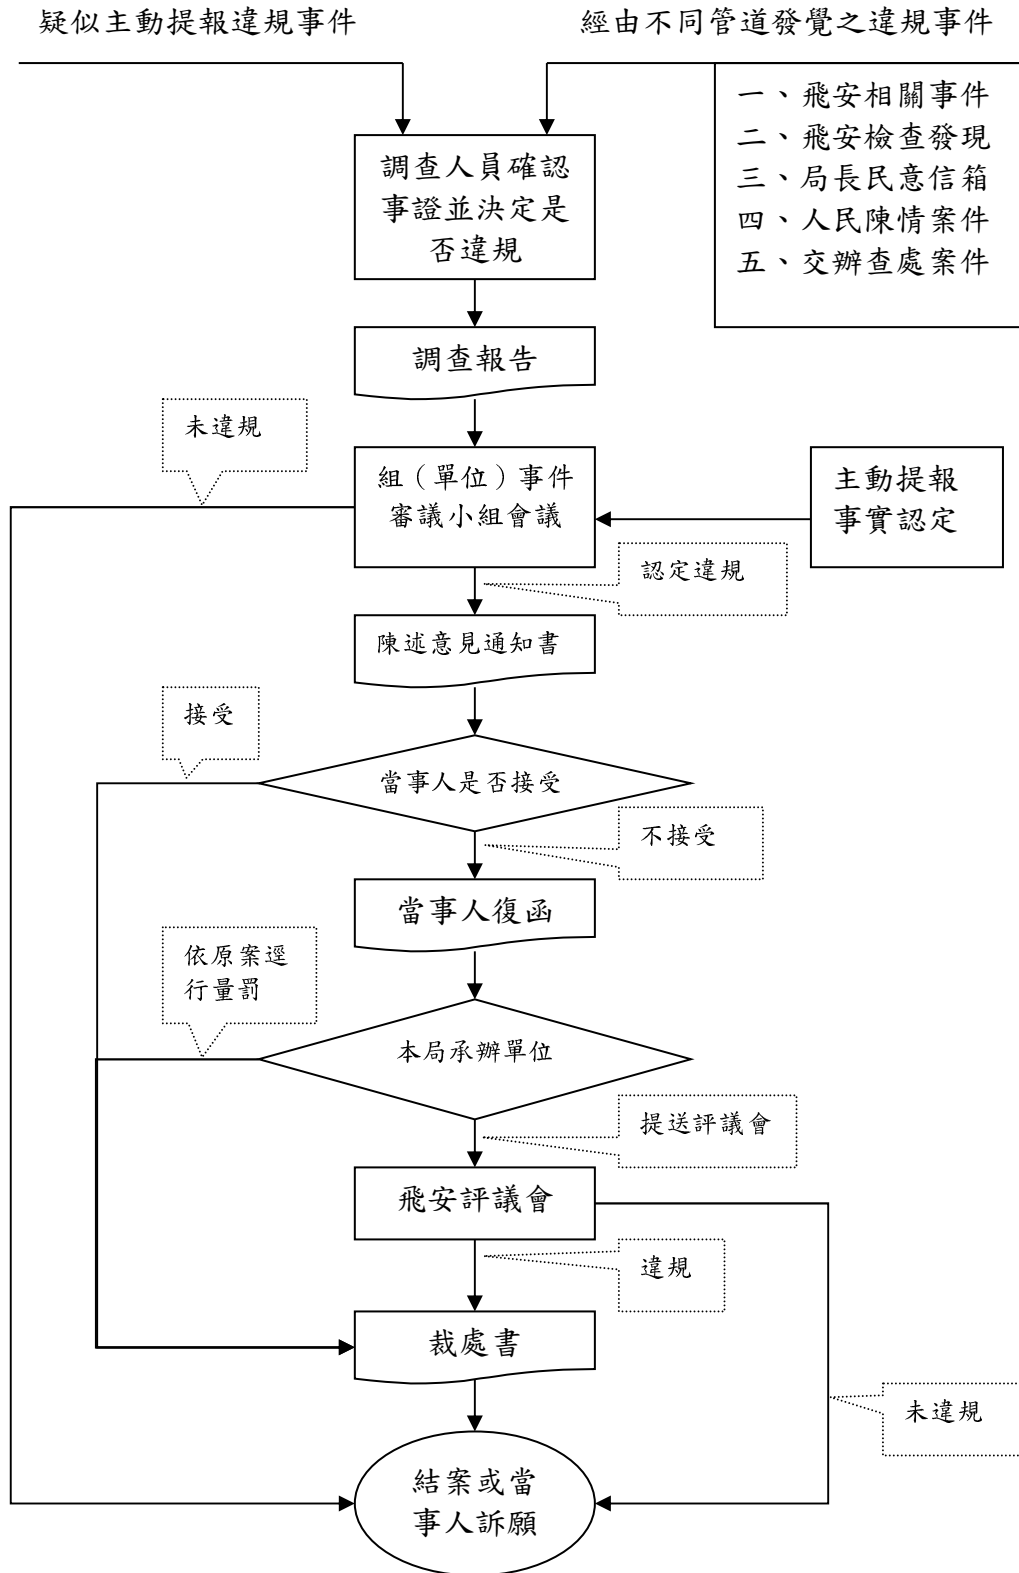 疑似主動提報違規事件
經由不同管道發覺之違規事件
一、飛安相關事件
二、飛安檢查發現
三、局長民意信箱
四、人民陳情案件
五、交辦查處案件
調查人員確認
事證並決定是
否違規
調查報告
未違規
組（單位）事件
審議小組會議
主動提報
事實認定
認定違規
陳述意見通知書
接受
當事人是否接受
不接受
當事人復函
依原案逕
行量罰
本局承辦單位
提送評議會
飛安評議會
違規
裁處書
未違規
結案或當
事人訴願